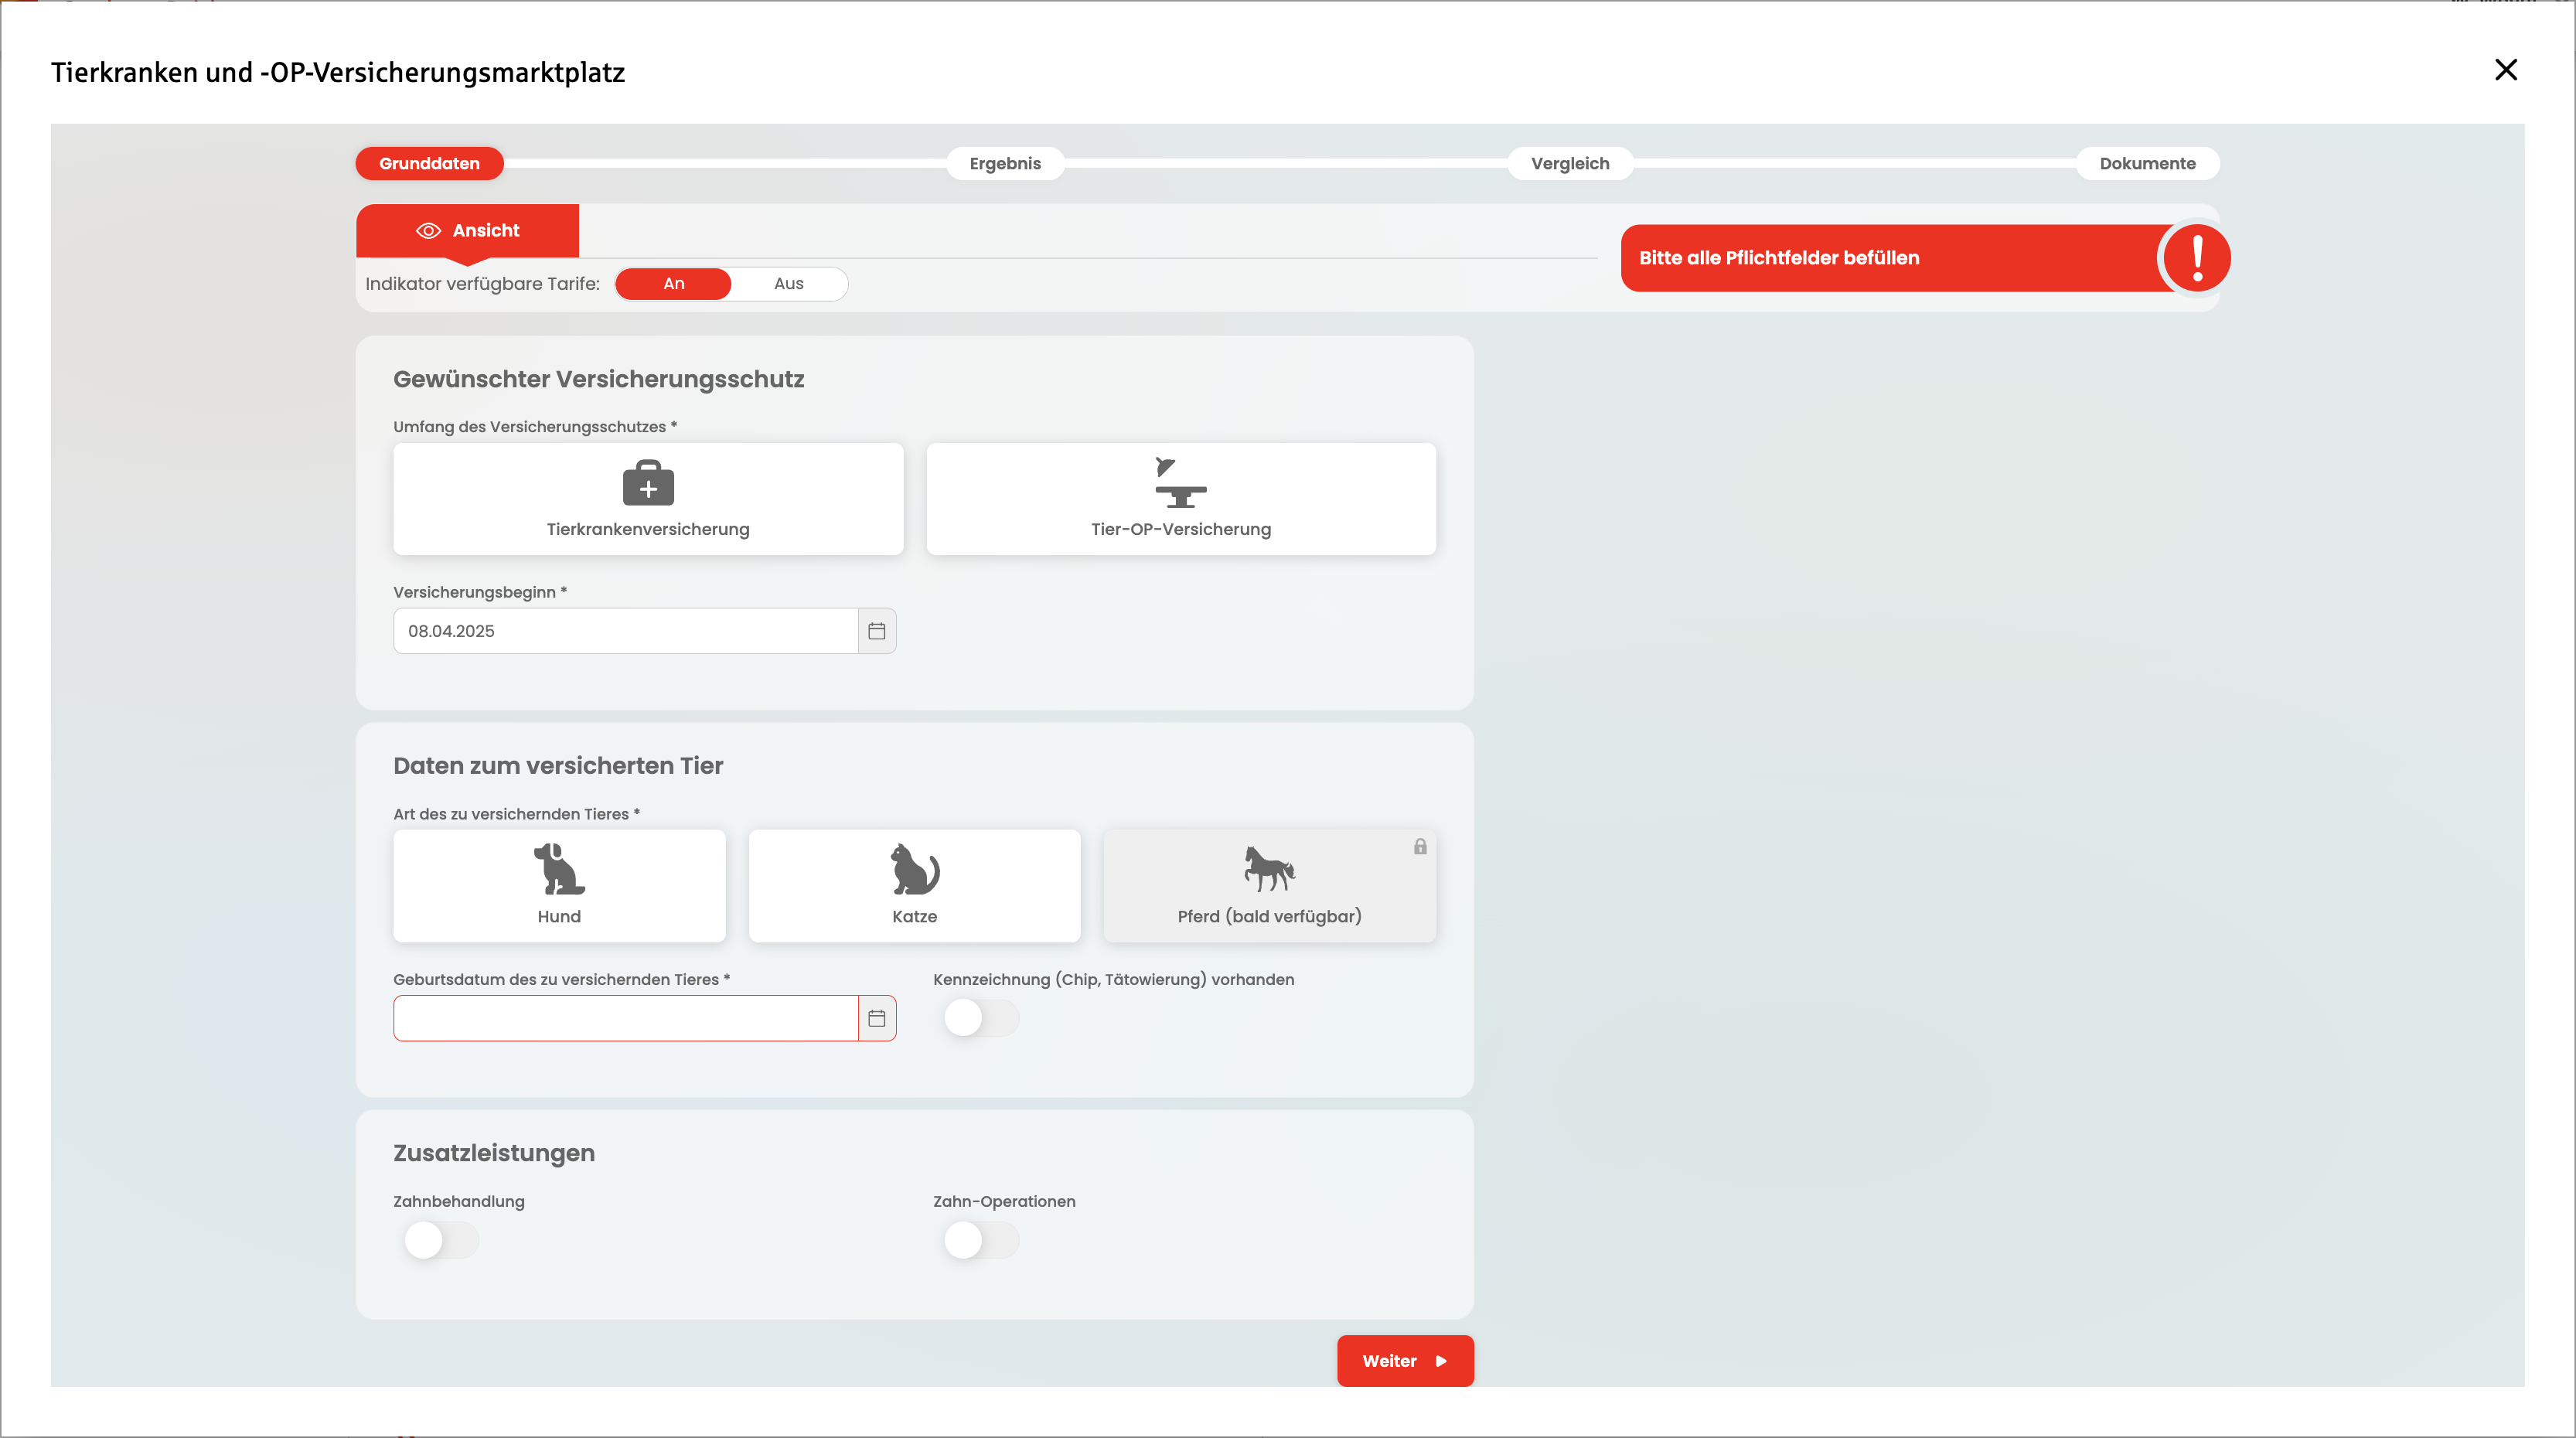 Tierkranken und -OP-Versicherungsmarktplatz
Grunddaten
Ergebnis
Vergleich
Dokumente
Ansicht
Bitte alle Pflichtfelder befüllen
Indikator verfügbare Tarife:
An
Aus
Gewünschter Versicherungsschutz
Umfang des Versicherungsschutzes *
Tierkrankenversicherung
Tier-OP-Versicherung
Versicherungsbeginn *
08.04.2025
Daten zum versicherten Tier
Art des zu versichernden Tieres *
Hund
Katze
Pferd (bald verfügbar)
Geburtsdatum des zu versichernden Tieres *
Kennzeichnung (Chip, Tätowierung) vorhanden
Zusatzleistungen
Zahnbehandlung
Zahn-Operationen
Weiter